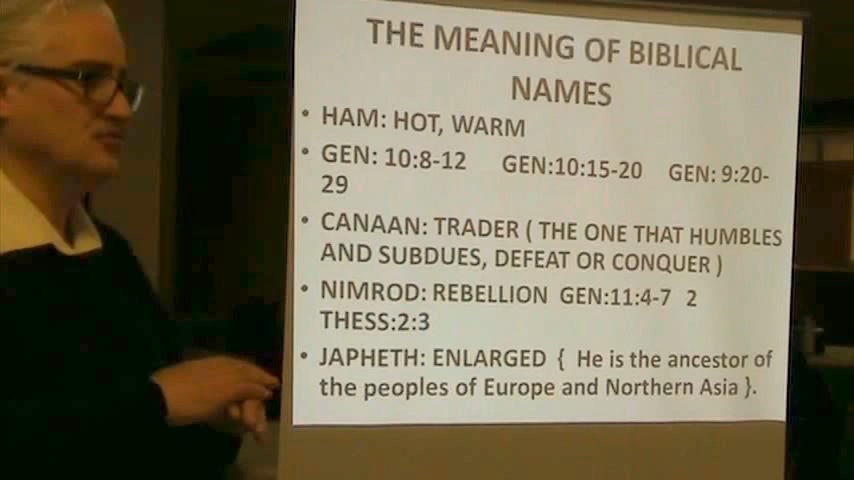 THE MEANING OF BIBLICAL
NAMES
• HAM: HOT, WARM
• GEN: 10:8-12 GEN:10:15-20 GEN: 9:20-
29
• CANAAN: TRADER ( THE ONE THAT HUMBLES
AND SUBDUES, DEFEAT OR CONQUER )
• NIMROD: REBELLION GEN:11:4-7 2
THESS:2:3
• JAPHETH: ENLARGED { He is the ancestor of
the peoples of Europe and Northern Asia }.